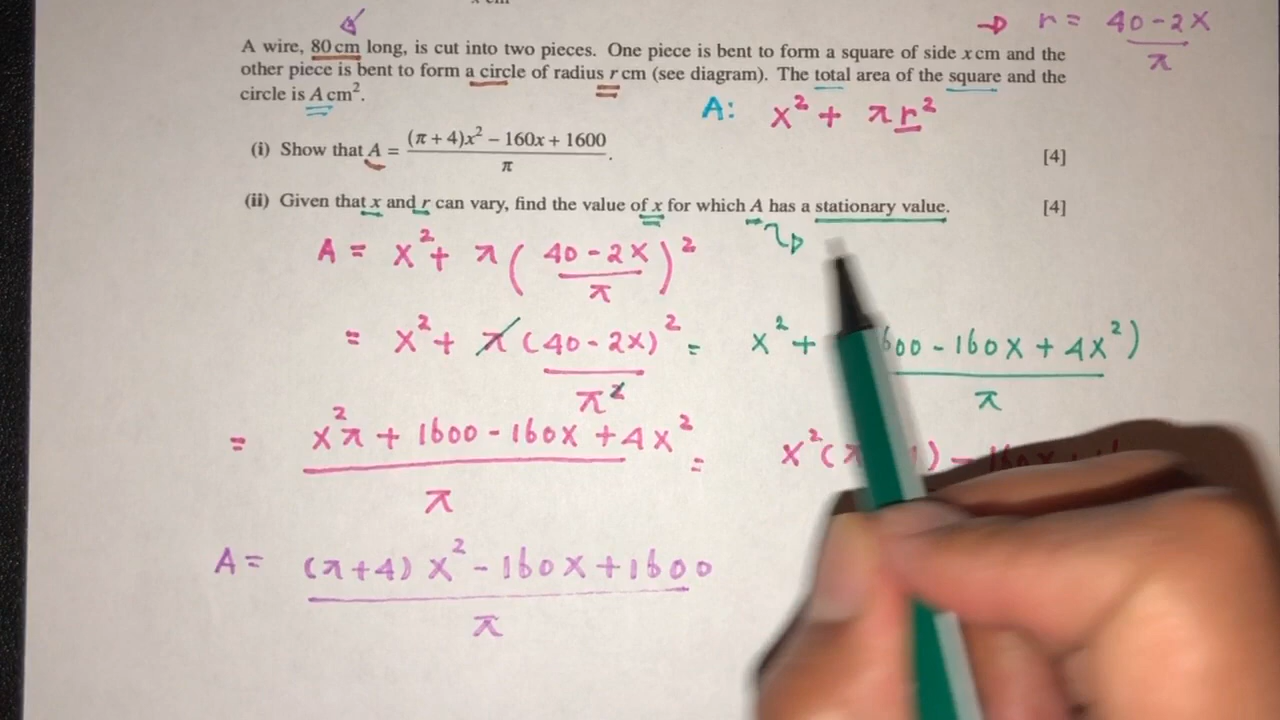 cm
→ r = 40 - 2x / π
A wire, 80 cm long, is cut into two pieces. One piece is bent to form a square of side x cm and the
other piece is bent to form a circle of radius r cm (see diagram). The total area of the square and the
circle is A cm².
A: x² + πr²
(i) Show that A = (π + 4)x² − 160x + 1600 / π . [4]
(ii) Given that x and r can vary, find the value of x for which A has a stationary value. [4]
A = x² + π ( 40 - 2x / π )²
= x² + π (40 - 2x)² / π² = x² + 600 - 160x + 4x² ) / π
= x²π + 1600 - 160x + 4x² / π = x² (π ) -
A = (π+4) x² - 160x + 1600 / π